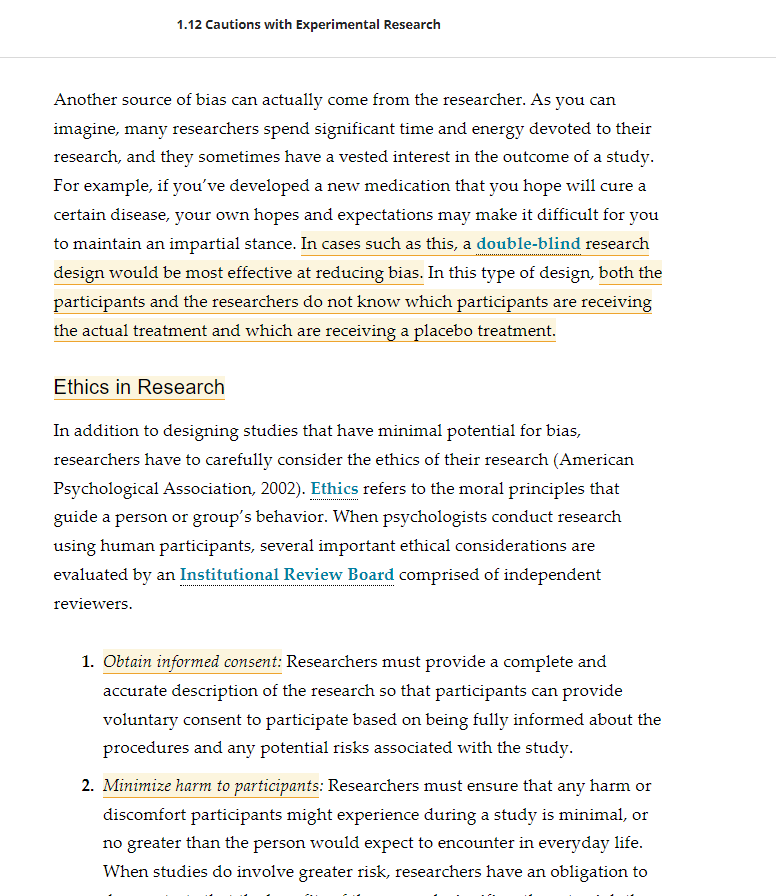 1.12 Cautions with Experimental Research
Another source of bias can actually come from the researcher. As you can
imagine, many researchers spend significant time and energy devoted to their
research, and they sometimes have a vested interest in the outcome of a study.
For example, if you’ve developed a new medication that you hope will cure a
certain disease, your own hopes and expectations may make it difficult for you
to maintain an impartial stance. In cases such as this, a double-blind research
design would be most effective at reducing bias. In this type of design, both the
participants and the researchers do not know which participants are receiving
the actual treatment and which are receiving a placebo treatment.
Ethics in Research
In addition to designing studies that have minimal potential for bias,
researchers have to carefully consider the ethics of their research (American
Psychological Association, 2002). Ethics refers to the moral principles that
guide a person or group’s behavior. When psychologists conduct research
using human participants, several important ethical considerations are
evaluated by an Institutional Review Board comprised of independent
reviewers.
1. Obtain informed consent: Researchers must provide a complete and
accurate description of the research so that participants can provide
voluntary consent to participate based on being fully informed about the
procedures and any potential risks associated with the study.
2. Minimize harm to participants: Researchers must ensure that any harm or
discomfort participants might experience during a study is minimal, or
no greater than the person would expect to encounter in everyday life.
When studies do involve greater risk, researchers have an obligation to